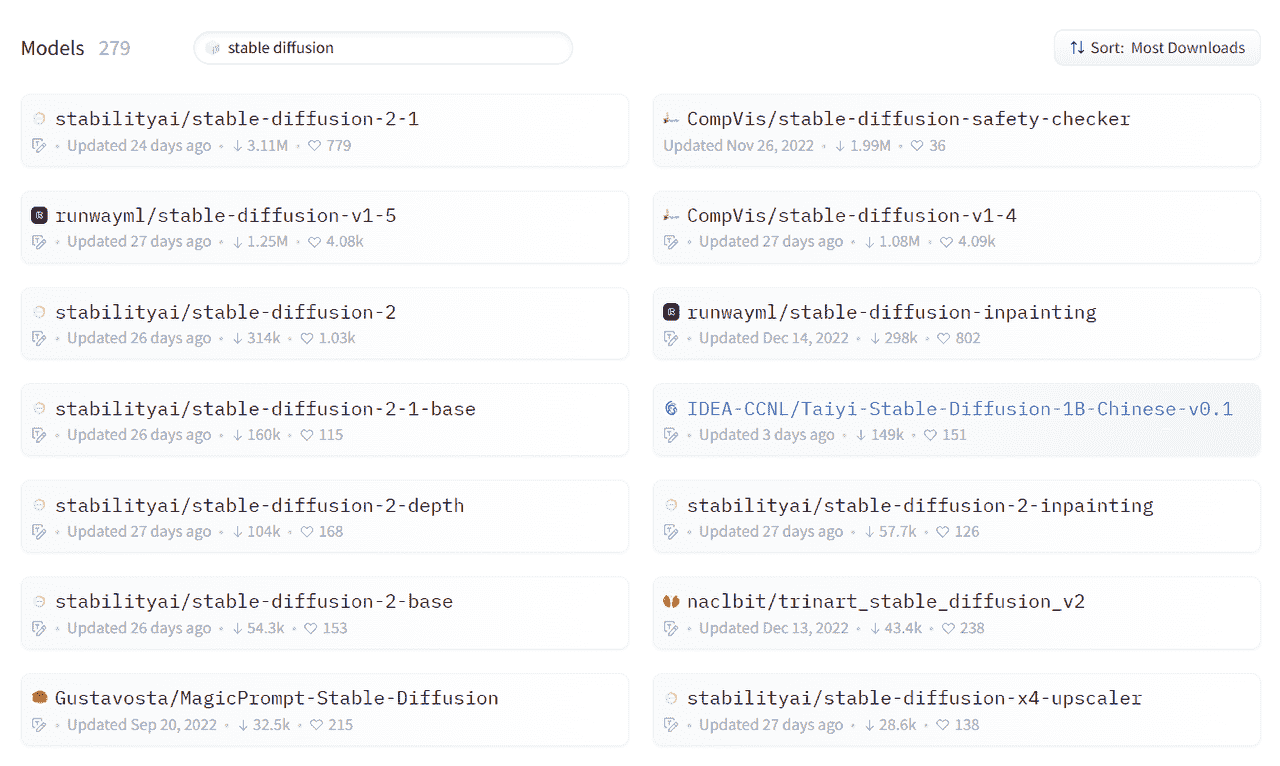 Models 279
stable diffusion
Sort: Most Downloads
stabilityai/stable-diffusion-2-1
Updated 24 days ago • 3.11M • 779
CompVis/stable-diffusion-safety-checker
Updated Nov 26, 2022 • 1.99M • 36
runwayml/stable-diffusion-v1-5
Updated 27 days ago • 1.25M • 4.08k
CompVis/stable-diffusion-v1-4
Updated 27 days ago • 1.08M • 4.09k
stabilityai/stable-diffusion-2
Updated 26 days ago • 314k • 1.03k
runwayml/stable-diffusion-inpainting
Updated Dec 14, 2022 • 298k • 802
stabilityai/stable-diffusion-2-1-base
Updated 26 days ago • 160k • 115
IDEA-CCNL/Taiyi-Stable-Diffusion-1B-Chinese-v0.1
Updated 3 days ago • 149k • 151
stabilityai/stable-diffusion-2-depth
Updated 27 days ago • 104k • 168
stabilityai/stable-diffusion-2-inpainting
Updated 27 days ago • 57.7k • 126
stabilityai/stable-diffusion-2-base
Updated 26 days ago • 54.3k • 153
naclbit/trinart_stable_diffusion_v2
Updated Dec 13, 2022 • 43.4k • 238
Gustavosta/MagicPrompt-Stable-Diffusion
Updated Sep 20, 2022 • 32.5k • 215
stabilityai/stable-diffusion-x4-upscaler
Updated 27 days ago • 28.6k • 138